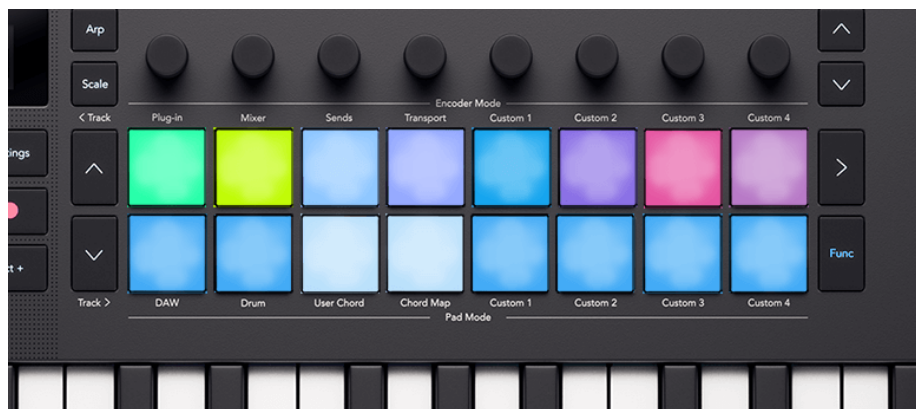 Arp
Scale
Encoder Mode
< Track Plug-in Mixer Sends Transport Custom 1 Custom 2 Custom 3 Custom 4
Func
Track > DAW Drum User Chord Chord Map Custom 1 Custom 2 Custom 3 Custom 4
Pad Mode